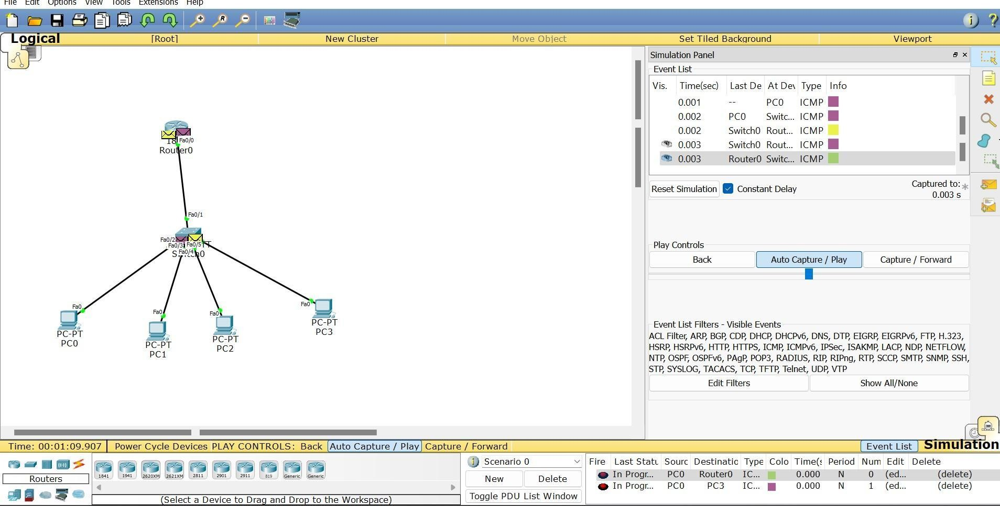 File Edit Options View Tools Extensions Help
Logical [Root] New Cluster Move Object Set Tiled Background Viewport
Simulation Panel
Event List
Vis. Time(sec) Last De At Dev Type Info
0.001 -- PC0 ICMP
0.002 PC0 Switc... ICMP
0.002 Switch0 Rout... ICMP
0.003 Switch0 Rout... ICMP
0.003 Router0 Switc... ICMP
Reset Simulation Constant Delay Captured to: *
0.003 s
Play Controls
Back Auto Capture / Play Capture / Forward
Event List Filters - Visible Events
ACL Filter, ARP, BGP, CDP, DHCP, DHCPv6, DNS, DTP, EIGRP, EIGRPv6, FTP, H.323,
HSRP, HSRPv6, HTTP, HTTPS, ICMP, ICMPv6, IPSec, ISAKMP, LACP, NDP, NETFLOW,
NTP, OSPF, OSPFv6, PAgP, POP3, RADIUS, RIP, RIPng, RTP, SCCP, SMTP, SNMP, SSH,
STP, SYSLOG, TACACS, TCP, TFTP, Telnet, UDP, VTP
Edit Filters Show All/None
18 Fa0/0
Router0
Fa0/1
Fa0/2
Fa0/3 Fa0/5 TT
Fa0/4
Switch0
Fa0
PC-PT
PC0
Fa0
PC-PT
PC1
Fa0
PC-PT
PC2
Fa0
PC-PT
PC3
Time: 00:01:09.907 Power Cycle Devices PLAY CONTROLS: Back Auto Capture / Play Capture / Forward Event List Simulation
Routers
1841 1941 2620XM 2621XM 2811 2901 2911 819 Generic Generic
(Select a Device to Drag and Drop to the Workspace)
Scenario 0
New Delete
Toggle PDU List Window
Fire Last Statu Sourc Destinatio Type Colo Time(s Period Num Edit Delete
In Progr... PC0 Router0 IC... 0.000 N 0 (ed... (delete)
In Progr... PC0 PC3 IC... 0.000 N 1 (ed... (delete)